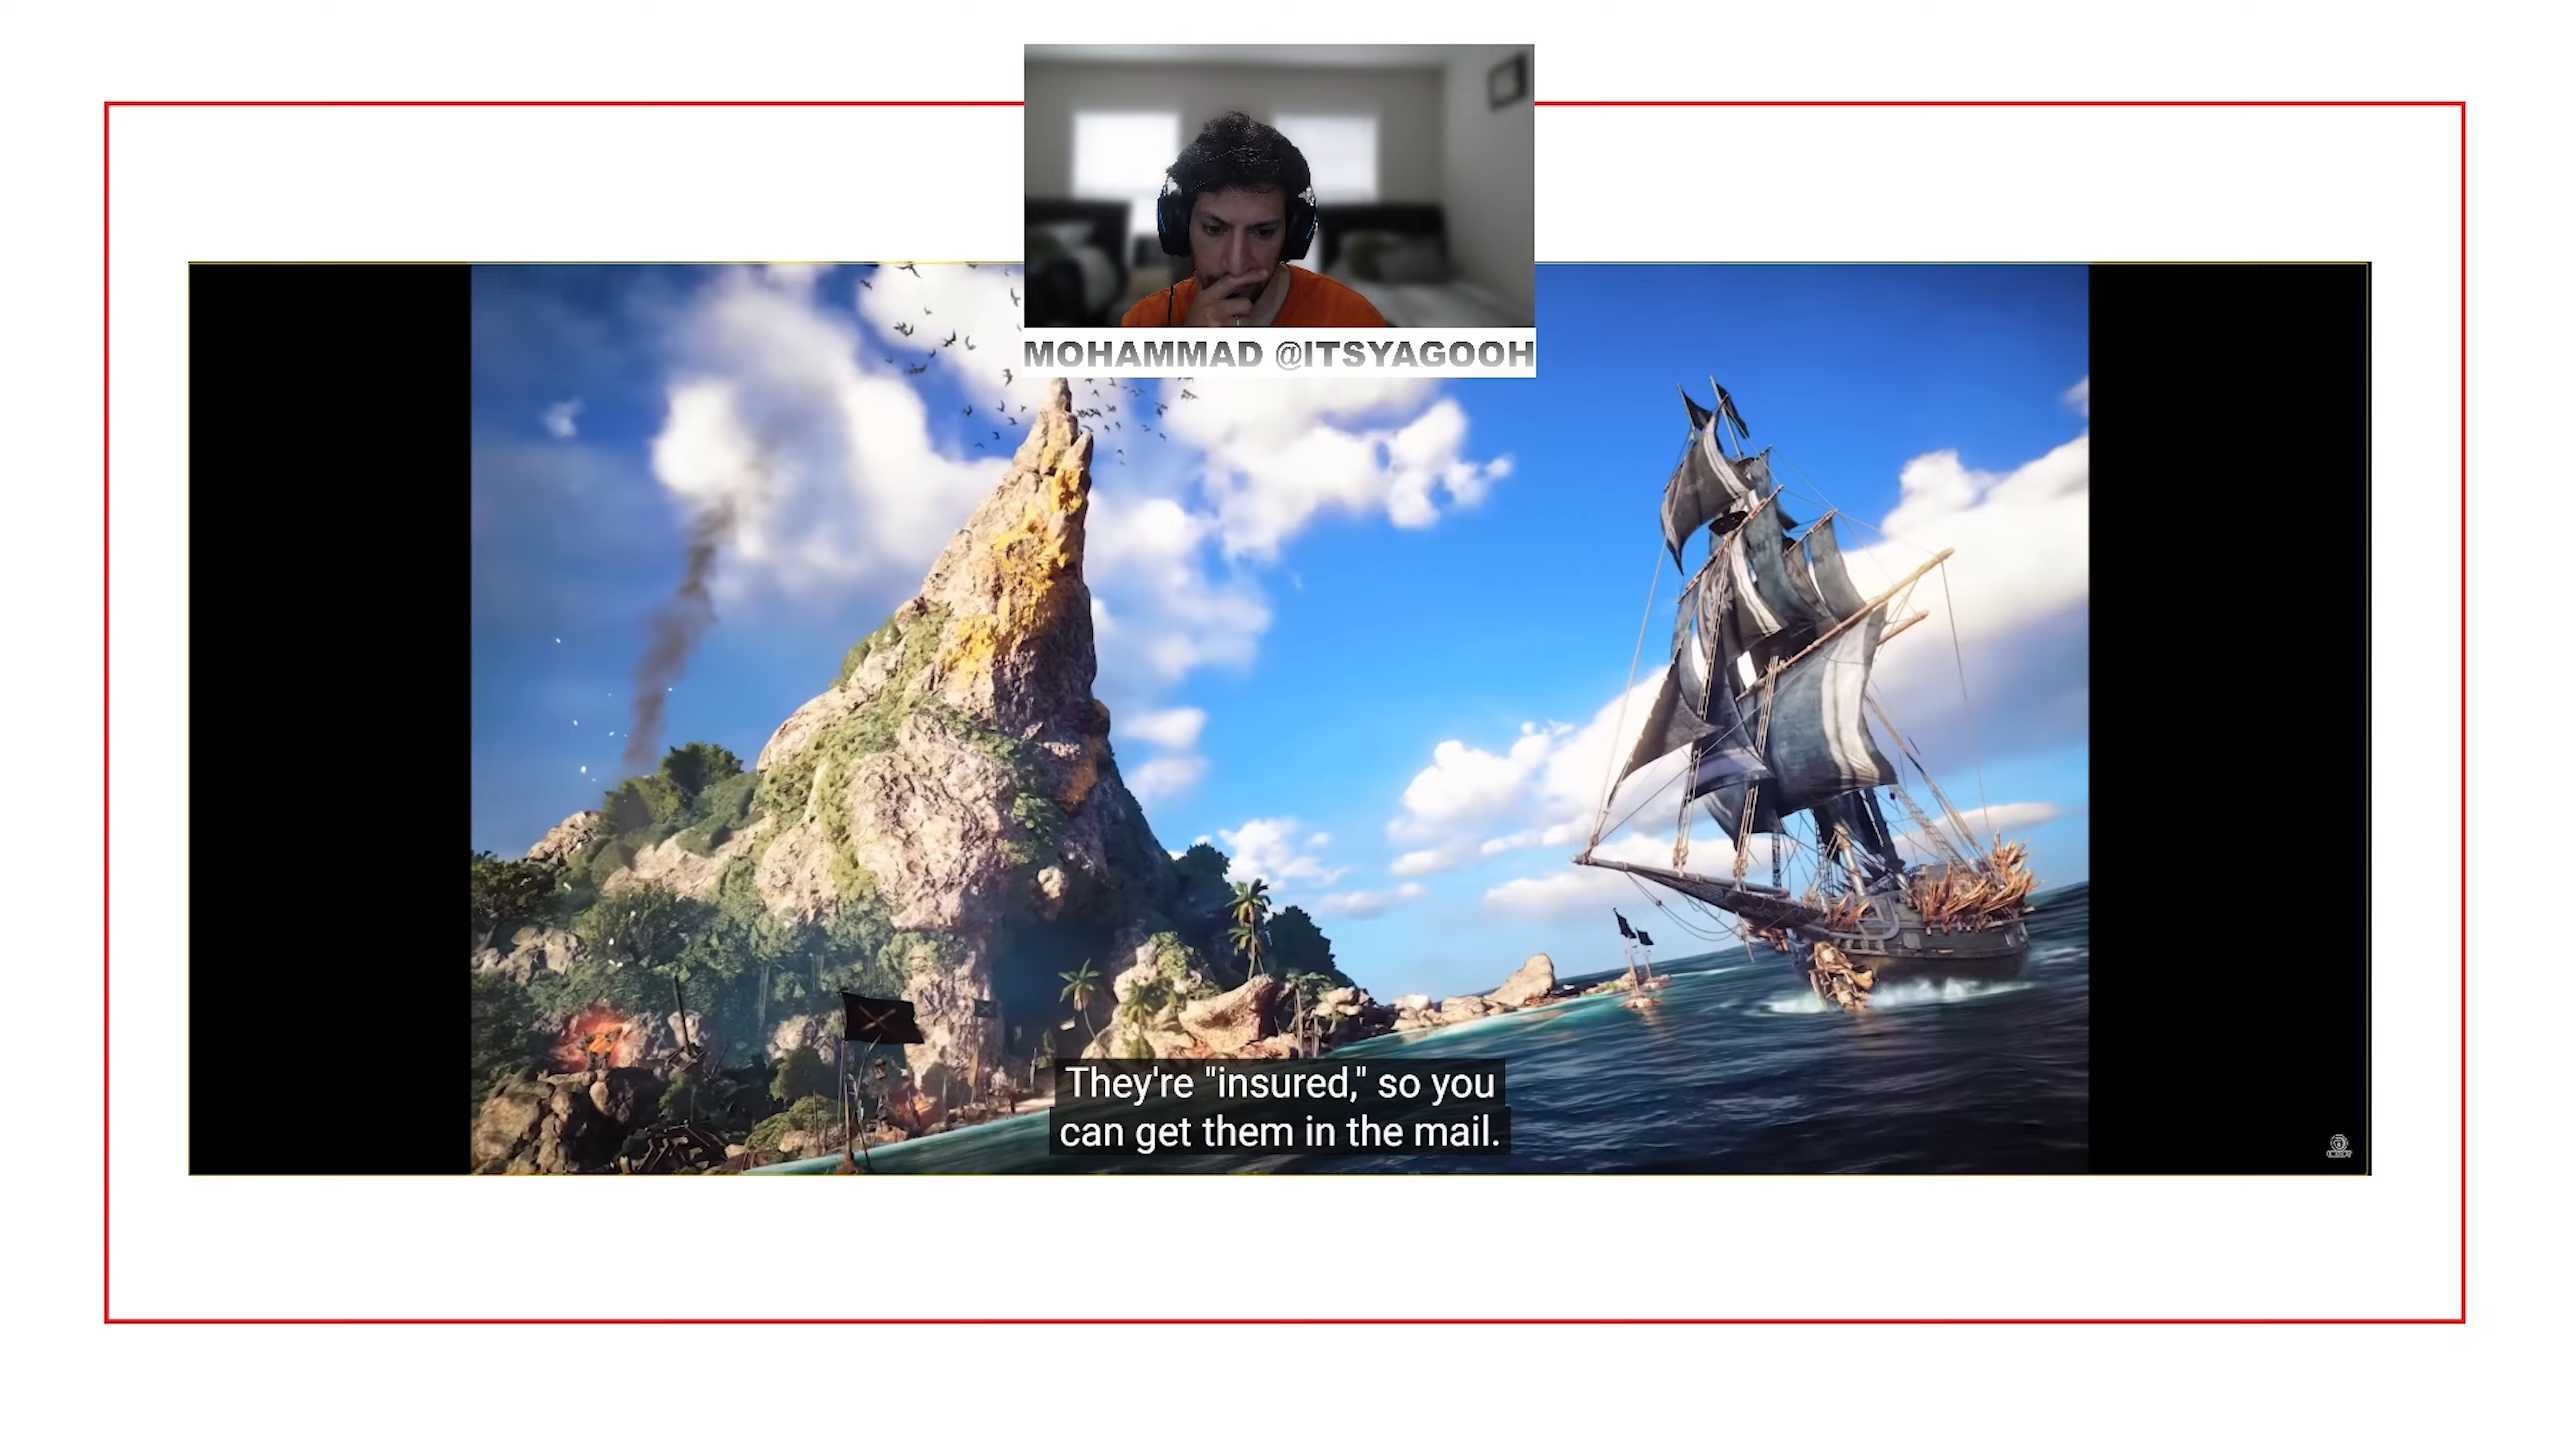 MOHAMMAD @ITSYAGOOH
They're "insured," so you
can get them in the mail.